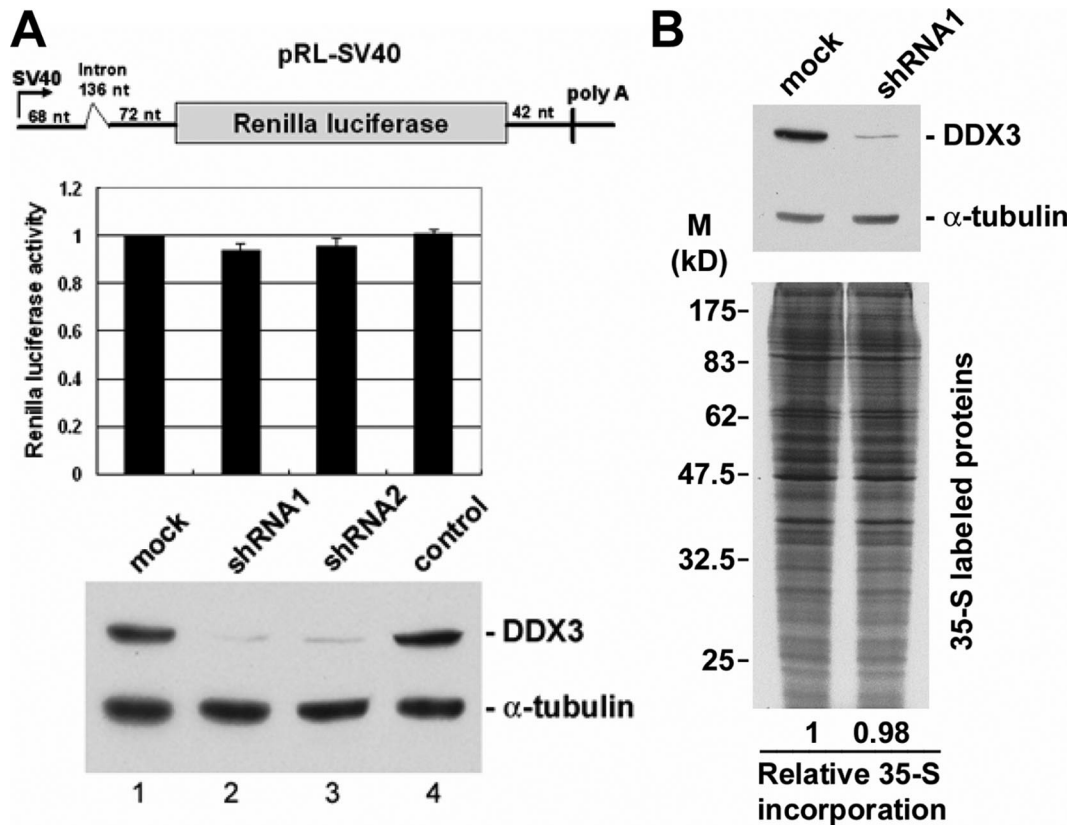 A
pRL-SV40
SV40
Intron
136 nt
68 nt
72 nt
Renilla luciferase
42 nt
poly A
Renilla luciferase activity
1.2
1
0.8
0.6
0.4
0.2
0
mock
shRNA1
shRNA2
control
- DDX3
- α-tubulin
1 2 3 4
B
mock
shRNA1
- DDX3
- α-tubulin
M
(kD)
175-
83-
62-
47.5-
32.5-
25-
35-S labeled proteins
1 0.98
Relative 35-S
incorporation